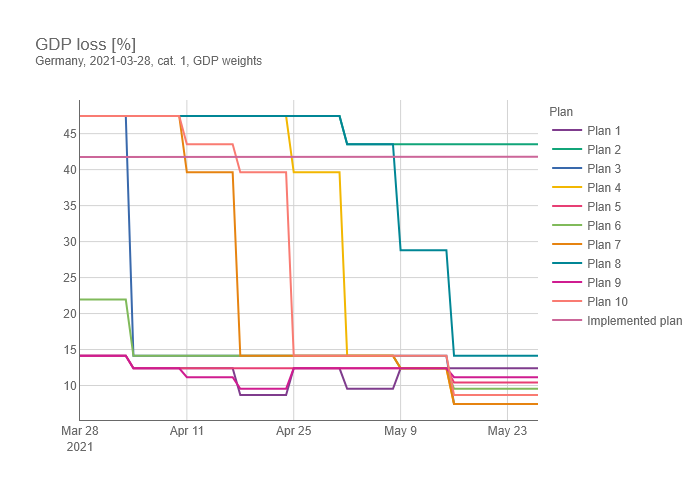 GDP loss [%]
Germany, 2021-03-28, cat. 1, GDP weights
45
40
35
30
25
20
15
10
Mar 28
2021
Apr 11
Apr 25
May 9
May 23
Plan
Plan 1
Plan 2
Plan 3
Plan 4
Plan 5
Plan 6
Plan 7
Plan 8
Plan 9
Plan 10
Implemented plan